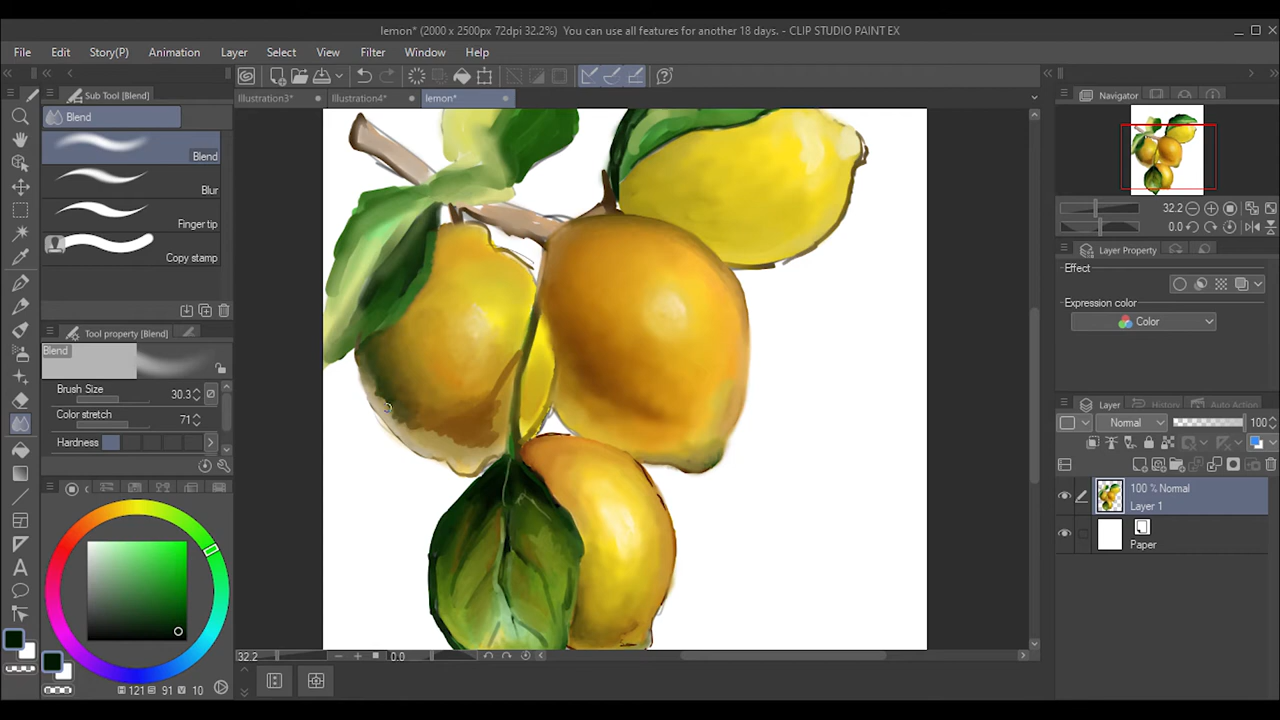 lemon* (2000 x 2500px 72dpi 32.2%)  You can use all features for another 18 days. - CLIP STUDIO PAINT EX
File Edit Story(P) Animation Layer Select View Filter Window Help
Illustration3* Illustration4* lemon*
Sub Tool [Blend]
Blend
Blend
Blur
Finger tip
Copy stamp
Tool property [Blend]
Blend
Brush Size 30.3
Color stretch 71
Hardness
H 121 S 91 V 10
32.2 0.0
Navigator
32.2
0.0
Layer Property
Effect
Expression color
Color
Layer History Auto Action
Normal 100
100 % Normal
Layer 1
Paper